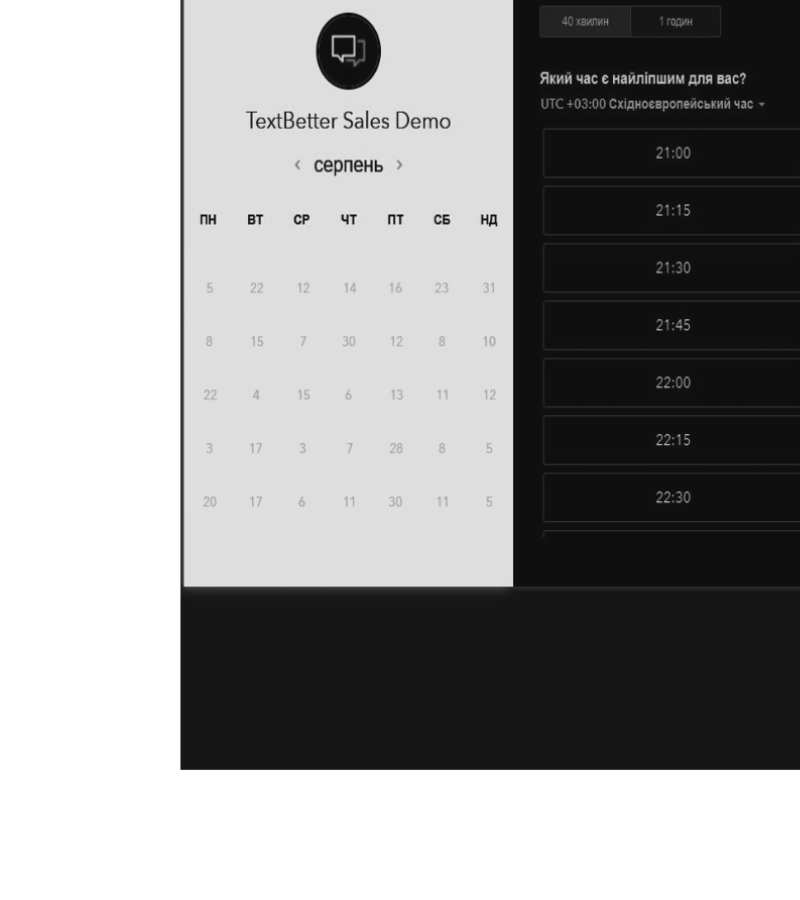 TextBetter Sales Demo
‹ серпень ›
ПН ВТ СР ЧТ ПТ СБ НД
5 22 12 14 16 23 31
8 15 7 30 12 8 10
22 4 15 6 13 11 12
3 17 3 7 28 8 5
20 17 6 11 30 11 5
40 хвилин 1 годин
Який час є найліпшим для вас?
UTC +03:00 Східноєвропейський час
21:00
21:15
21:30
21:45
22:00
22:15
22:30